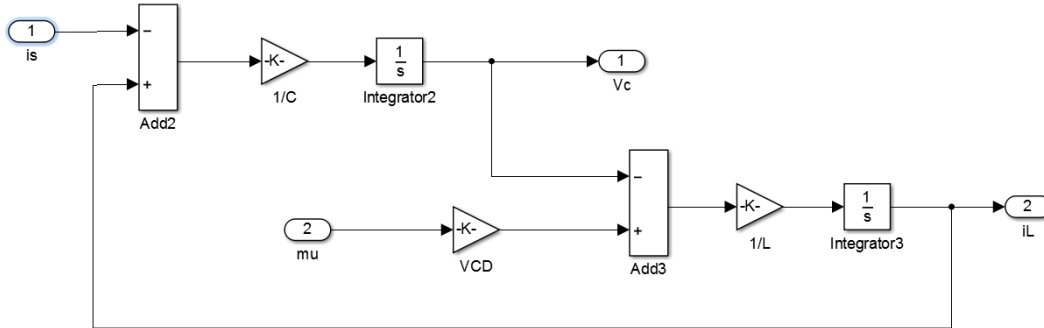 1
is
−
+
Add2
-K-
1/C
1
s
Integrator2
1
Vc
2
mu
-K-
VCD
−
+
Add3
-K-
1/L
1
s
Integrator3
2
iL